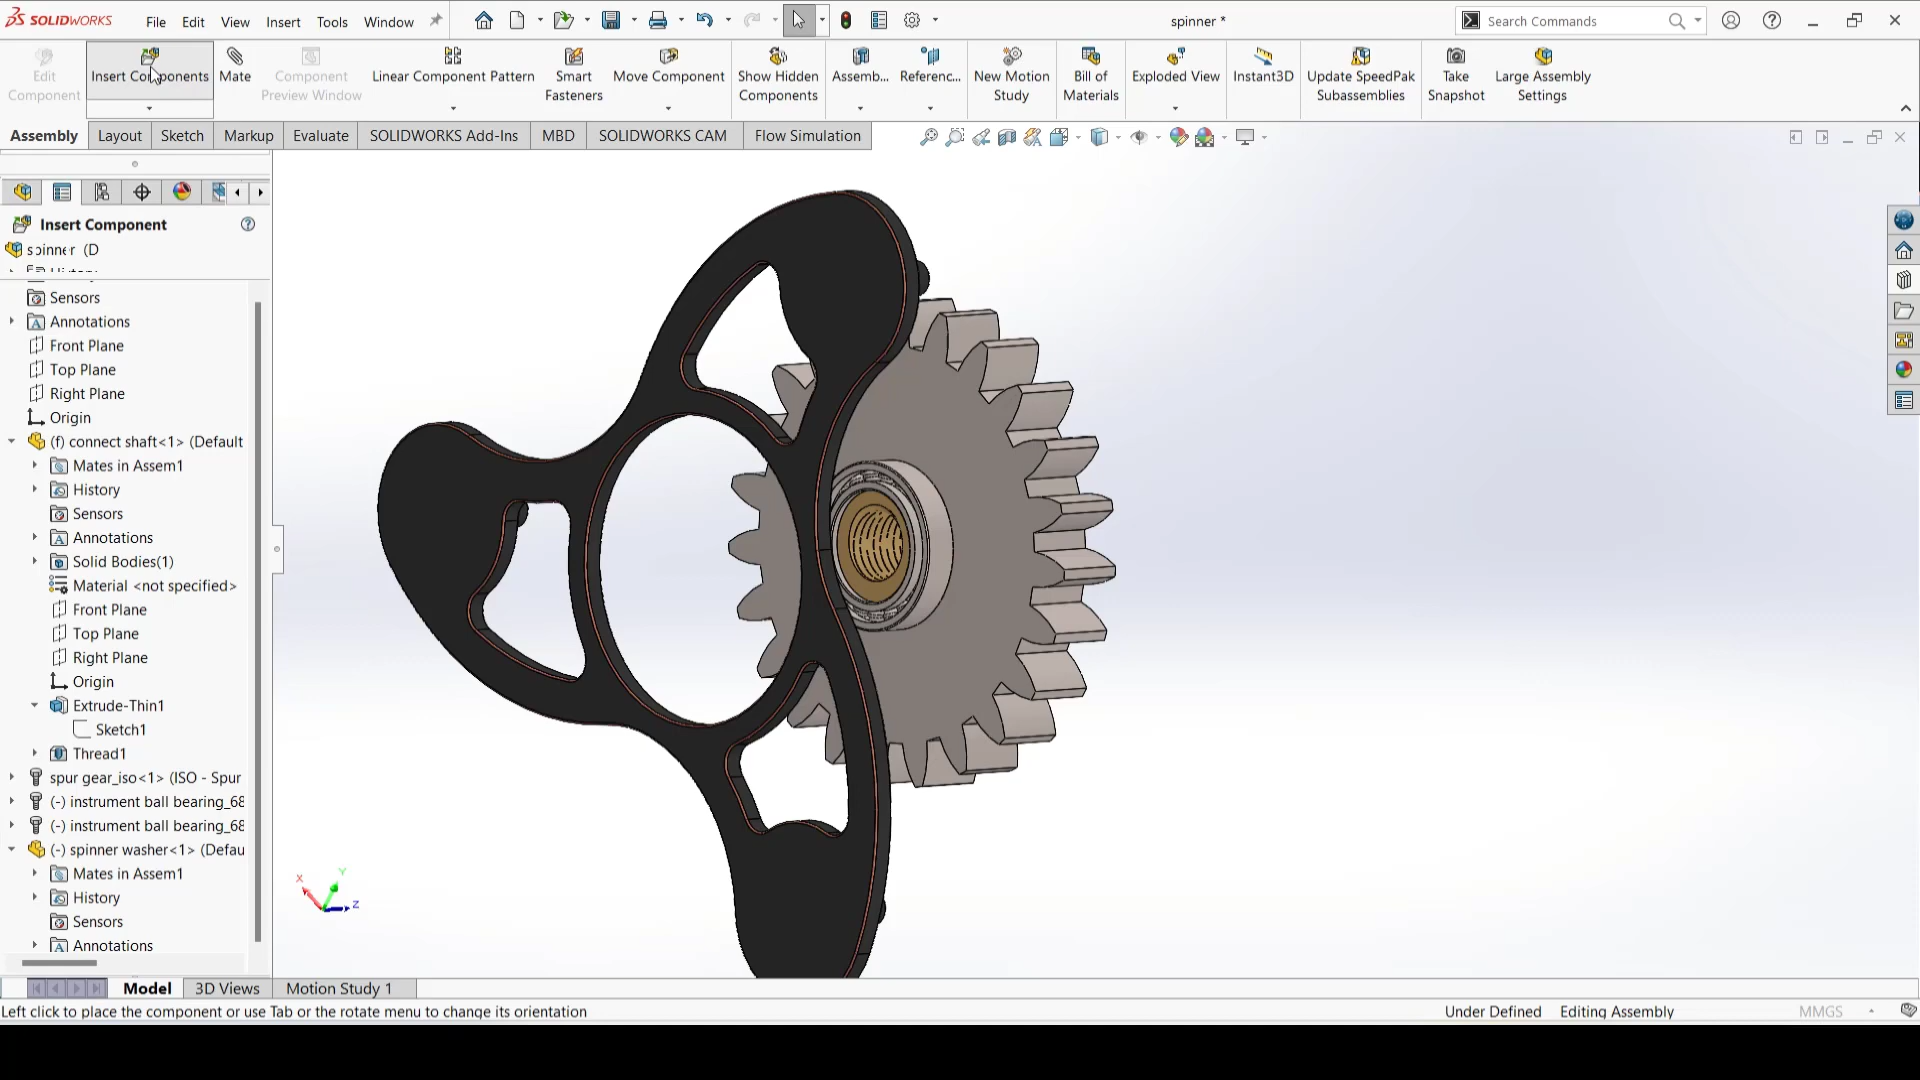 SOLIDWORKS File Edit View Insert Tools Window spinner * Search Commands
Edit Component Insert Components Mate Component Preview Window Linear Component Pattern Smart Fasteners Move Component Show Hidden Components Assemb... Referenc... New Motion Study Bill of Materials Exploded View Instant3D Update SpeedPak Subassemblies Take Snapshot Large Assembly Settings
Assembly Layout Sketch Markup Evaluate SOLIDWORKS Add-Ins MBD SOLIDWORKS CAM Flow Simulation
Insert Component
spinner (D
Sensors
Annotations
Front Plane
Top Plane
Right Plane
Origin
(f) connect shaft<1> (Default
Mates in Assem1
History
Sensors
Annotations
Solid Bodies(1)
Material <not specified>
Front Plane
Top Plane
Right Plane
Origin
Extrude-Thin1
Sketch1
Thread1
spur gear_iso<1> (ISO - Spur
(-) instrument ball bearing_68
(-) instrument ball bearing_68
(-) spinner washer<1> (Defau
Mates in Assem1
History
Sensors
Annotations
X Y Z
Model 3D Views Motion Study 1
Left click to place the component or use Tab or the rotate menu to change its orientation Under Defined Editing Assembly MMGS